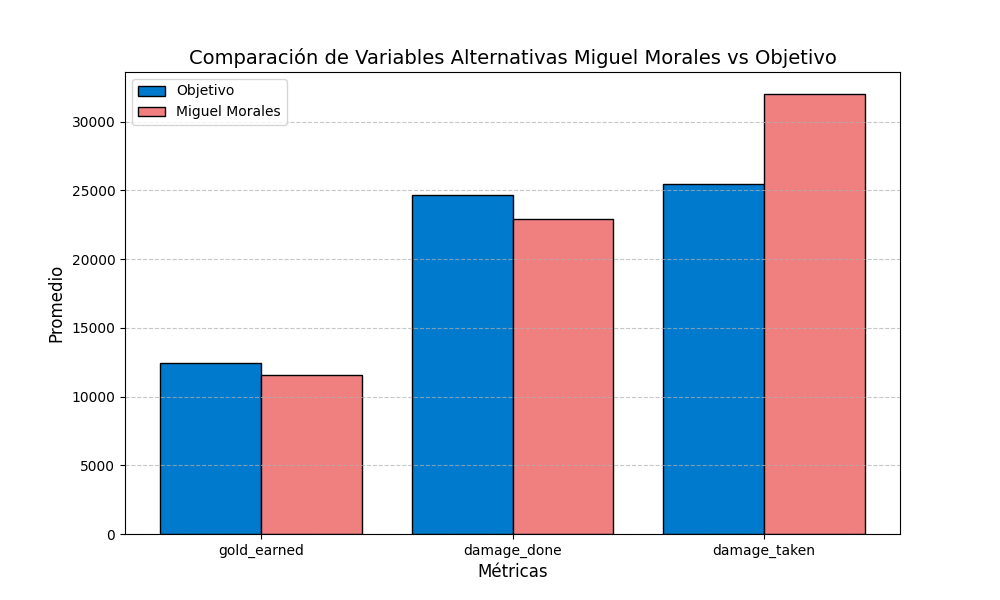 Comparación de Variables Alternativas Miguel Morales vs Objetivo
Objetivo
Miguel Morales
Promedio
30000
25000
20000
15000
10000
5000
0
gold_earned
damage_done
damage_taken
Métricas